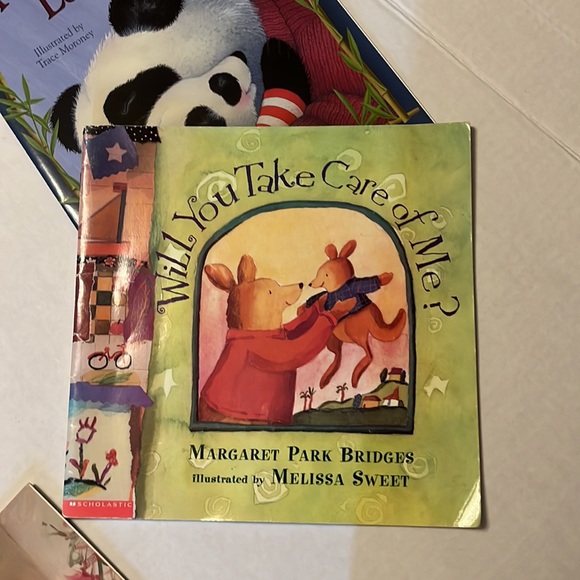 Illustrated by
Trace Moroney
Will You Take Care of Me?
MARGARET PARK BRIDGES
illustrated by MELISSA SWEET
SCHOLASTIC